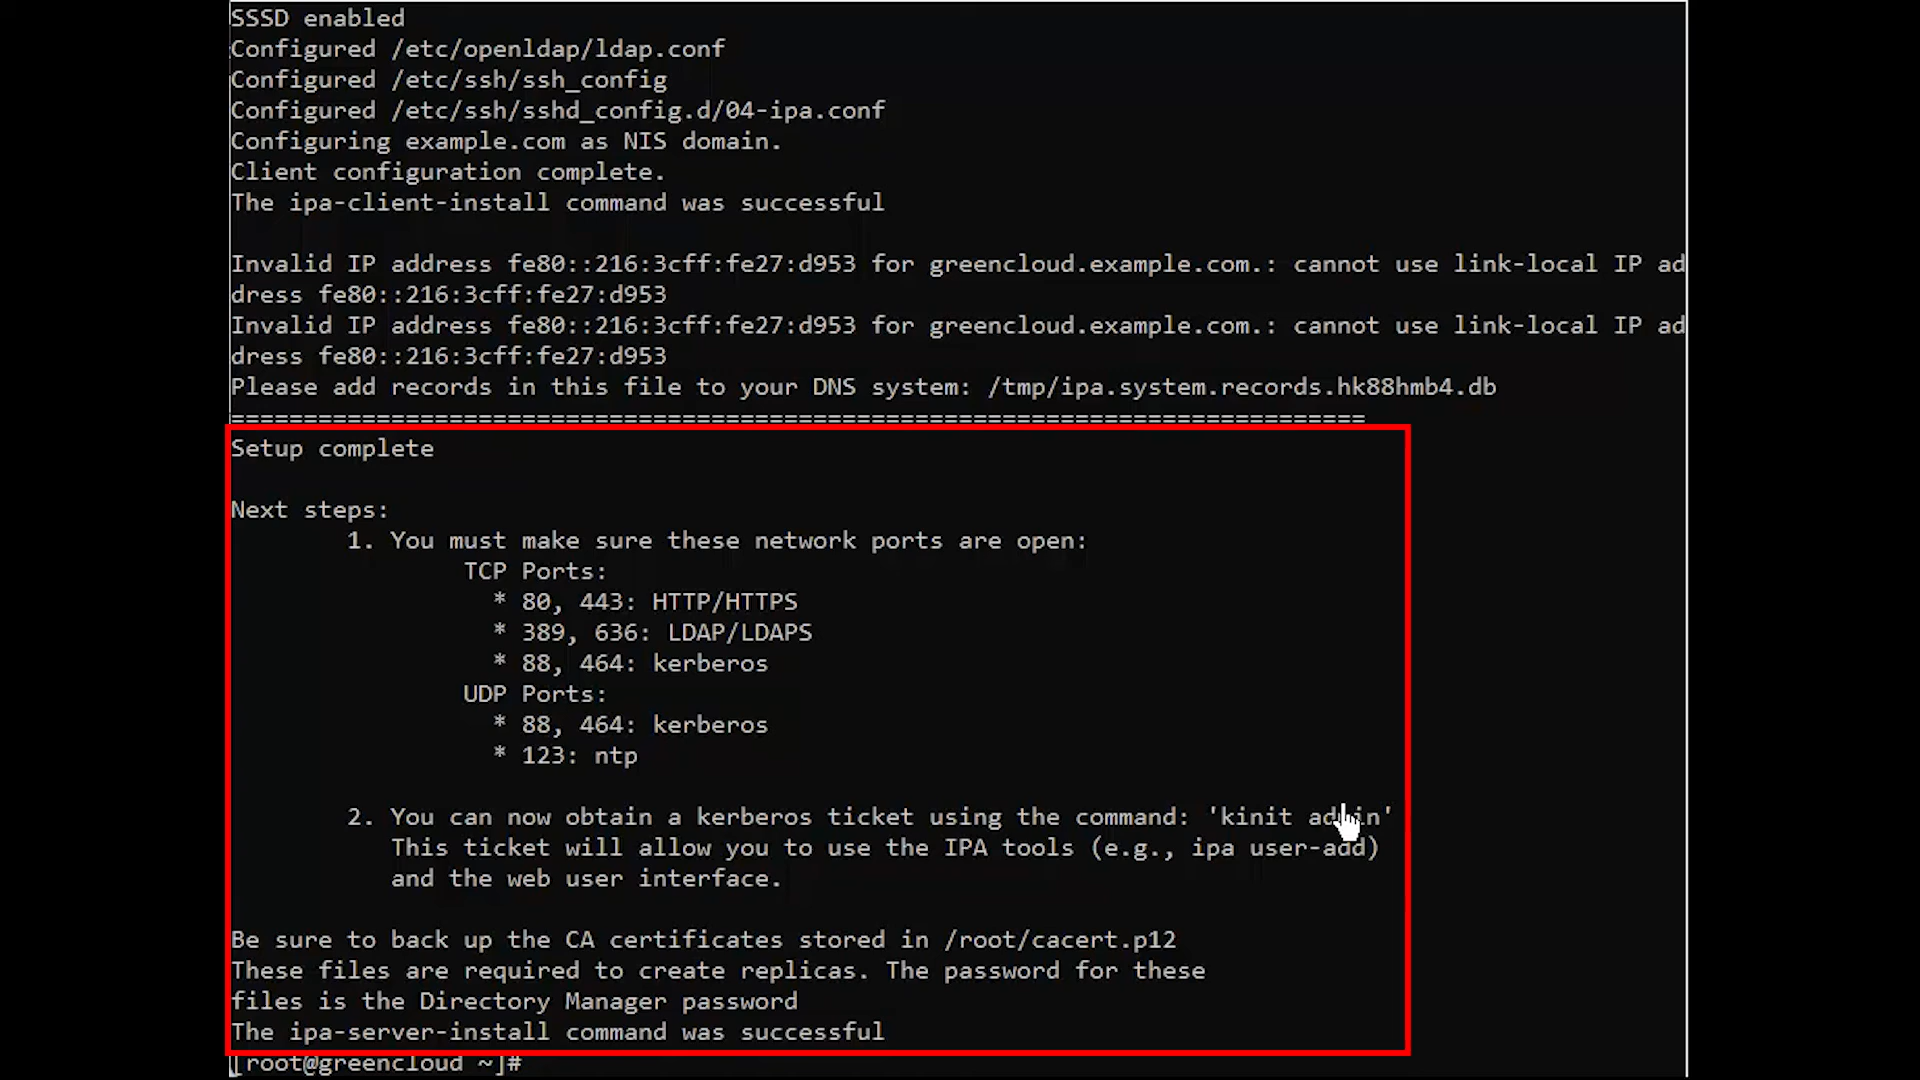 SSSD enabled
Configured /etc/openldap/ldap.conf
Configured /etc/ssh/ssh_config
Configured /etc/ssh/sshd_config.d/04-ipa.conf
Configuring example.com as NIS domain.
Client configuration complete.
The ipa-client-install command was successful
Invalid IP address fe80::216:3cff:fe27:d953 for greencloud.example.com.: cannot use link-local IP ad
dress fe80::216:3cff:fe27:d953
Invalid IP address fe80::216:3cff:fe27:d953 for greencloud.example.com.: cannot use link-local IP ad
dress fe80::216:3cff:fe27:d953
Please add records in this file to your DNS system: /tmp/ipa.system.records.hk88hmb4.db
==============================================================================
Setup complete
Next steps:
1. You must make sure these network ports are open:
TCP Ports:
* 80, 443: HTTP/HTTPS
* 389, 636: LDAP/LDAPS
* 88, 464: kerberos
UDP Ports:
* 88, 464: kerberos
* 123: ntp
2. You can now obtain a kerberos ticket using the command: 'kinit admin'
This ticket will allow you to use the IPA tools (e.g., ipa user-add)
and the web user interface.
Be sure to back up the CA certificates stored in /root/cacert.p12
These files are required to create replicas. The password for these
files is the Directory Manager password
The ipa-server-install command was successful
[root@greencloud ~]#